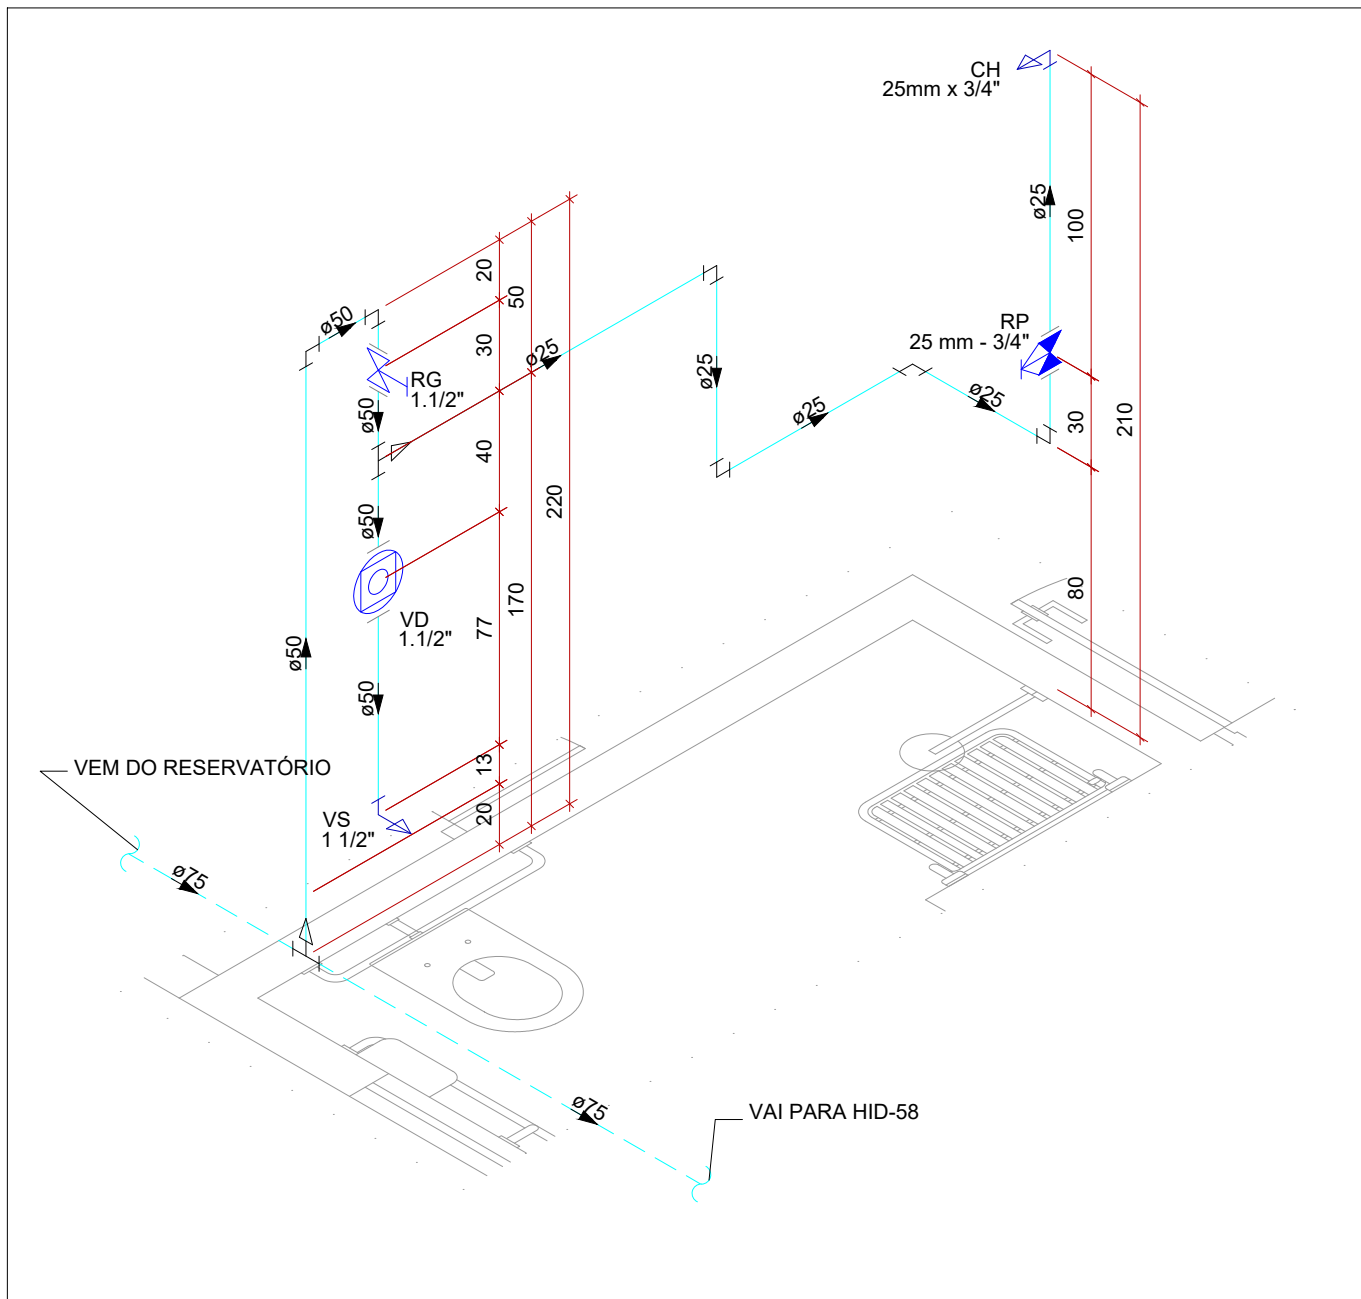 CH
25mm x 3/4"
ø25
100
20
50
ø50
30
ø25
RP
25 mm - 3/4"
RG
1.1/2"
ø25
ø25
ø25
30
210
ø50
40
220
ø50
80
170
VD
1.1/2"
77
ø50
ø50
VEM DO RESERVATÓRIO
13
20
VS
1 1/2"
ø75
ø75
VAI PARA HID-58